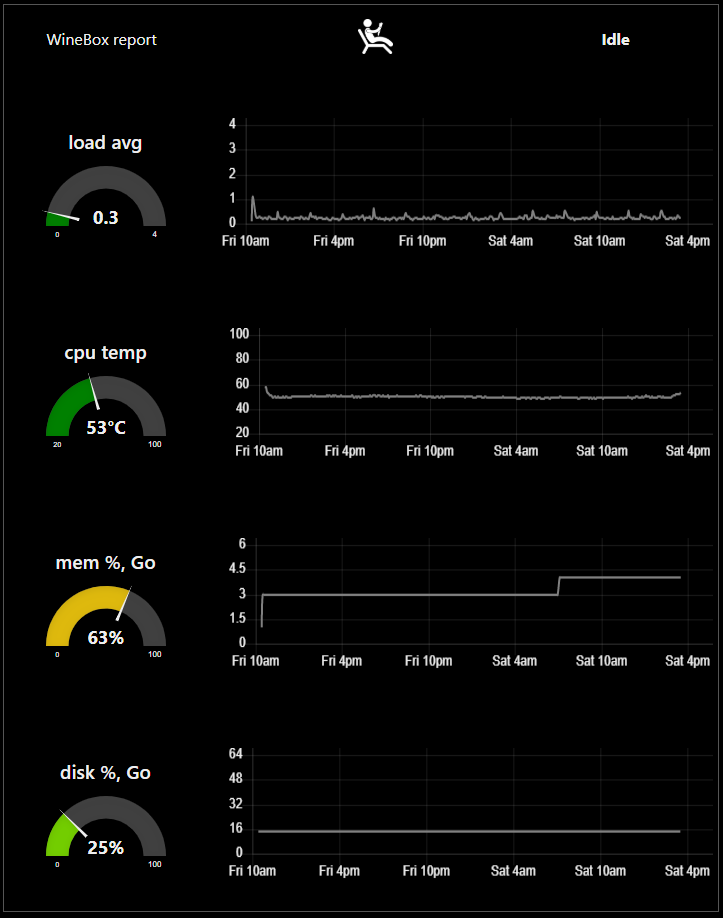 WineBox report
Idle
load avg
0.3
0 4
4
3
2
1
0
Fri 10am Fri 4pm Fri 10pm Sat 4am Sat 10am Sat 4pm
cpu temp
53°C
20 100
100
80
60
40
20
Fri 10am Fri 4pm Fri 10pm Sat 4am Sat 10am Sat 4pm
mem %, Go
63%
0 100
6
4.5
3
1.5
0
Fri 10am Fri 4pm Fri 10pm Sat 4am Sat 10am Sat 4pm
disk %, Go
25%
0 100
64
48
32
16
0
Fri 10am Fri 4pm Fri 10pm Sat 4am Sat 10am Sat 4pm